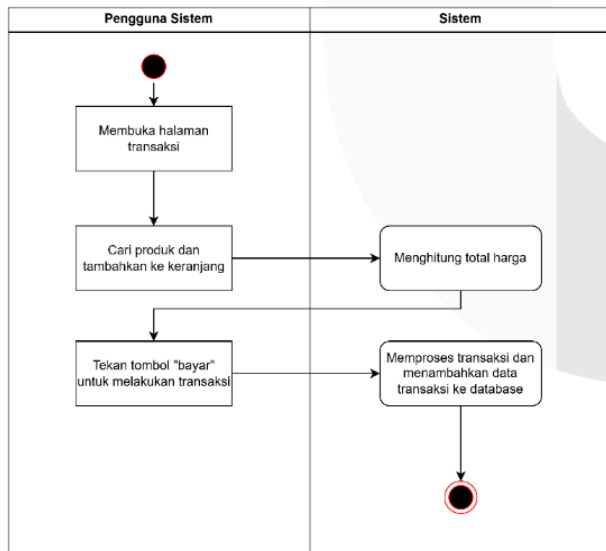 Pengguna Sistem
Sistem
Membuka halaman
transaksi
Cari produk dan
tambahkan ke keranjang
Menghitung total harga
Tekan tombol "bayar"
untuk melakukan transaksi
Memproses transaksi dan
menambahkan data
transaksi ke database